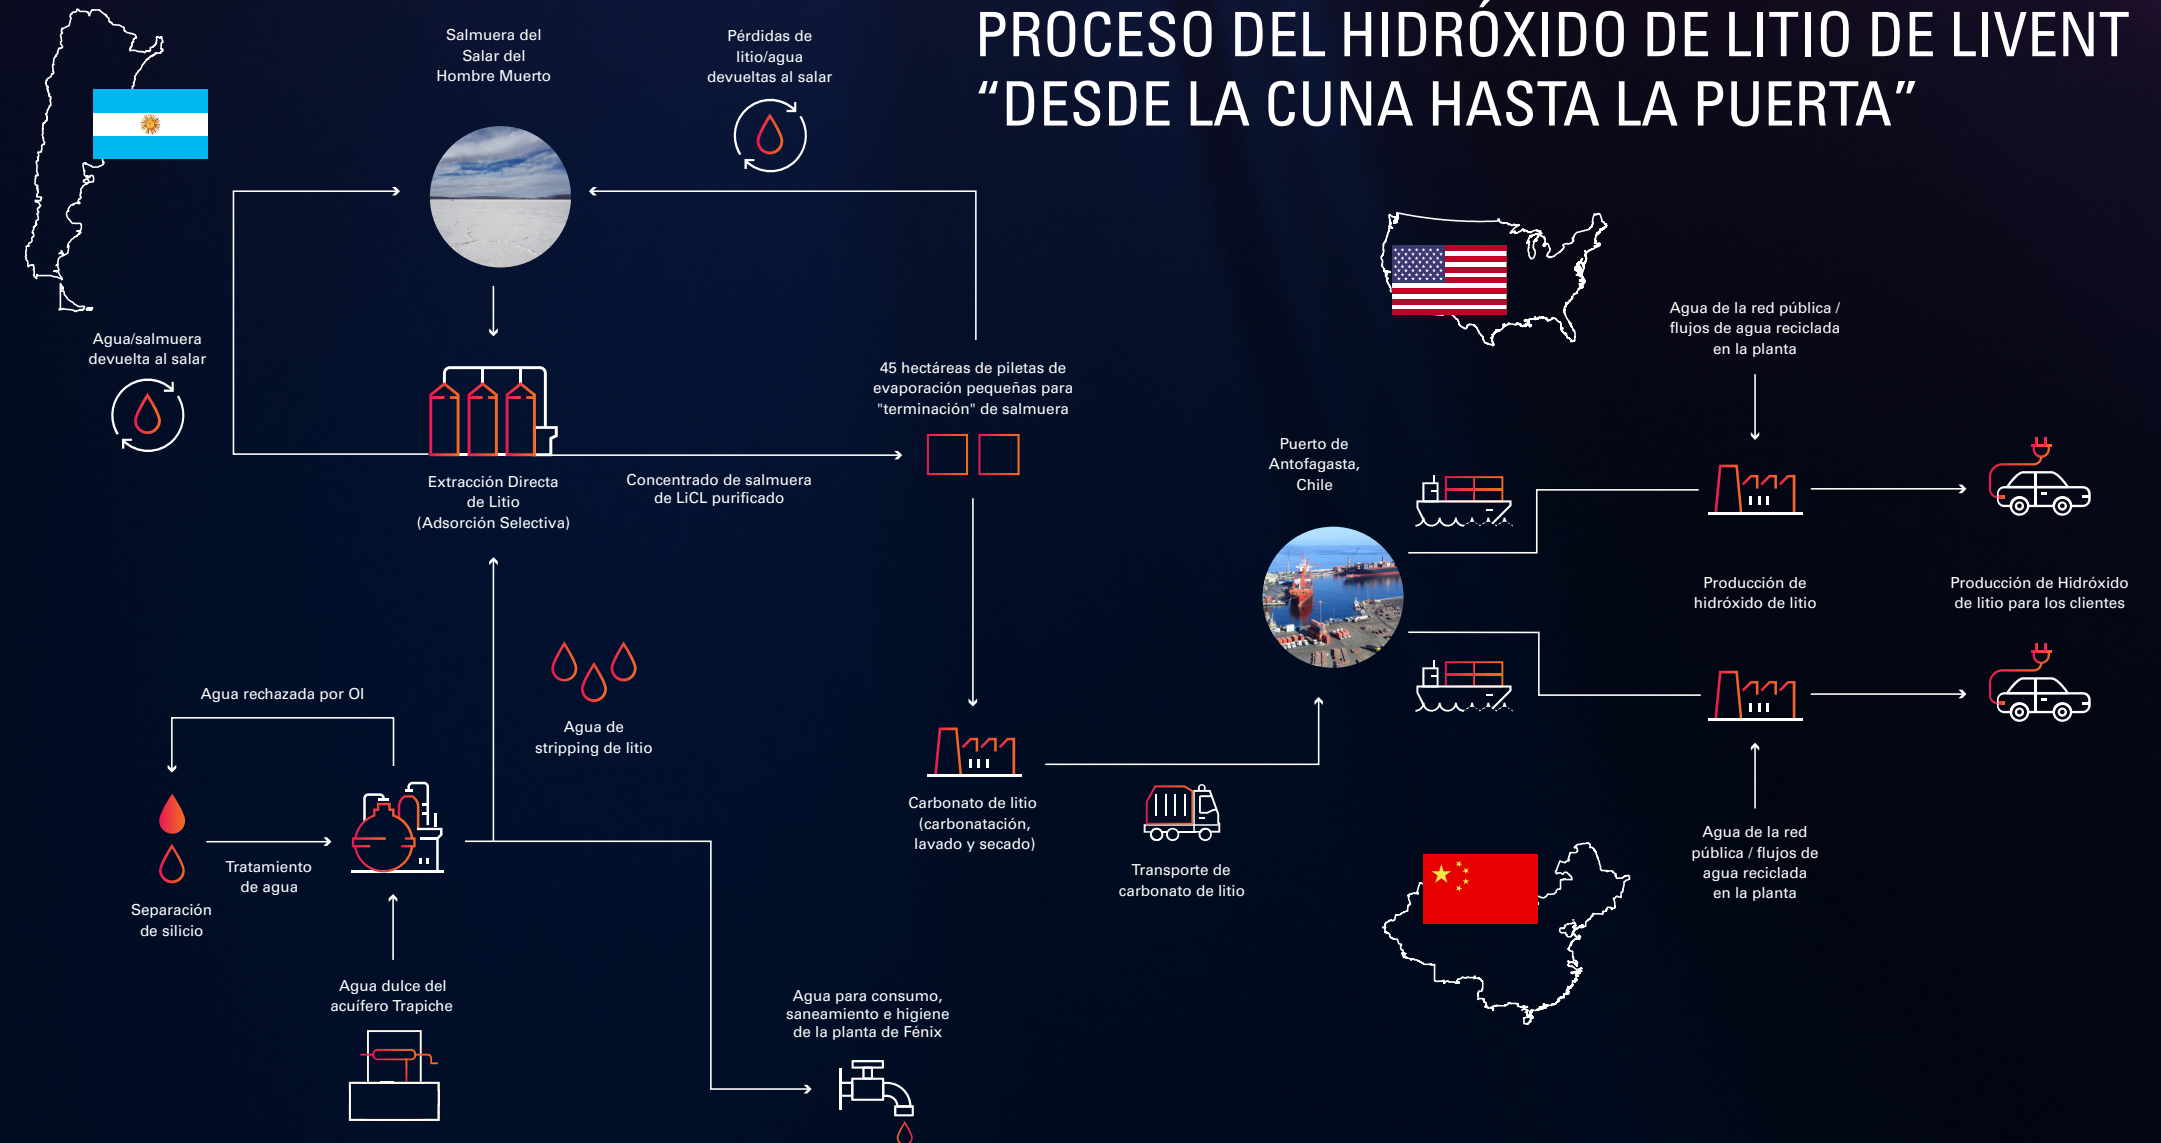 PROCESO DEL HIDRÓXIDO DE LITIO DE LIVENT
“DESDE LA CUNA HASTA LA PUERTA”
Salmuera del
Salar del
Hombre Muerto
Pérdidas de
litio/agua
devueltas al salar
Agua/salmuera
devuelta al salar
Extracción Directa
de Litio
(Adsorción Selectiva)
Concentrado de salmuera
de LiCL purificado
45 hectáreas de piletas de
evaporación pequeñas para
"terminación" de salmuera
Agua rechazada por OI
Agua de
stripping de litio
Tratamiento
de agua
Separación
de silicio
Agua dulce del
acuífero Trapiche
Agua para consumo,
saneamiento e higiene
de la planta de Fénix
Carbonato de litio
(carbonatación,
lavado y secado)
Transporte de
carbonato de litio
Puerto de
Antofagasta,
Chile
Agua de la red pública /
flujos de agua reciclada
en la planta
Producción de
hidróxido de litio
Producción de Hidróxido
de litio para los clientes
Agua de la red
pública / flujos de
agua reciclada
en la planta